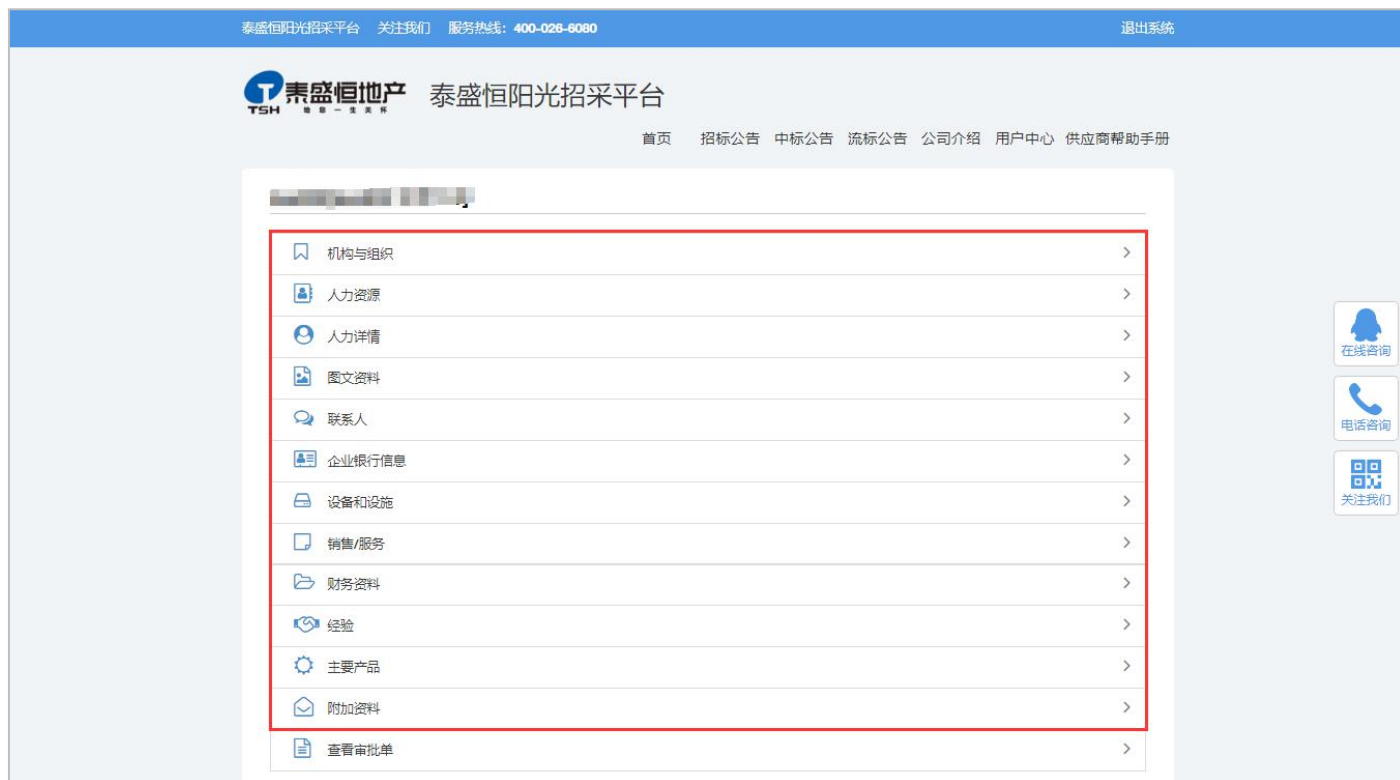 泰盛恒阳光招采平台 关注我们 服务热线：400-026-6080 退出系统
泰盛恒地产 泰盛恒阳光招采平台
TSH
首页 招标公告 中标公告 流标公告 公司介绍 用户中心 供应商帮助手册
机构与组织
人力资源
人力详情
图文资料
联系人
企业银行信息
设备和设施
销售/服务
财务资料
经验
主要产品
附加资料
查看审批单
在线咨询
电话咨询
关注我们